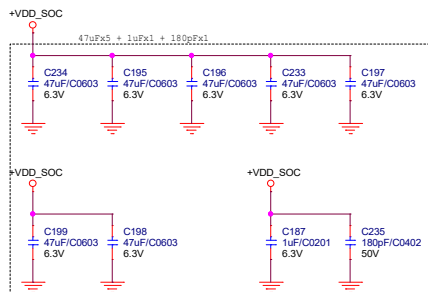 +VDD_SOC
47uFx5 + 1uFx1 + 180pFx1
C234 C195 C196 C233 C197
47uF/C0603 47uF/C0603 47uF/C0603 47uF/C0603 47uF/C0603
6.3V 6.3V 6.3V 6.3V 6.3V
+VDD_SOC +VDD_SOC
C199 C198 C187 C235
47uF/C0603 47uF/C0603 1uF/C0201 180pF/C0402
6.3V 6.3V 6.3V 50V